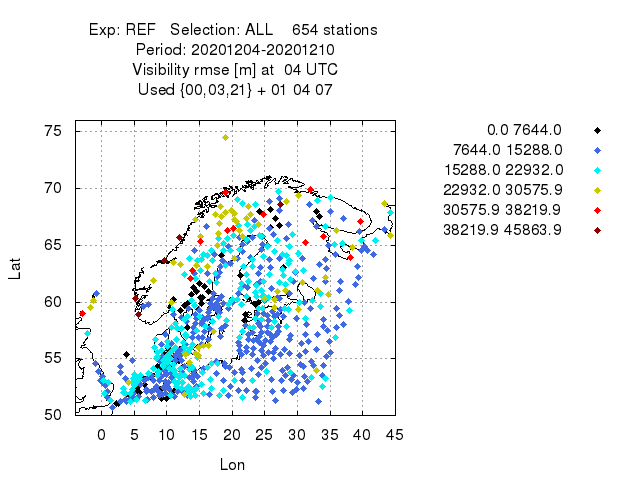 Exp: REF Selection: ALL 654 stations
Period: 20201204-20201210
Visibility rmse [m] at 04 UTC
Used {00,03,21} + 01 04 07
0.0 7644.0
7644.0 15288.0
15288.0 22932.0
22932.0 30575.9
30575.9 38219.9
38219.9 45863.9
75
70
65
60
55
50
Lat
0 5 10 15 20 25 30 35 40 45
Lon